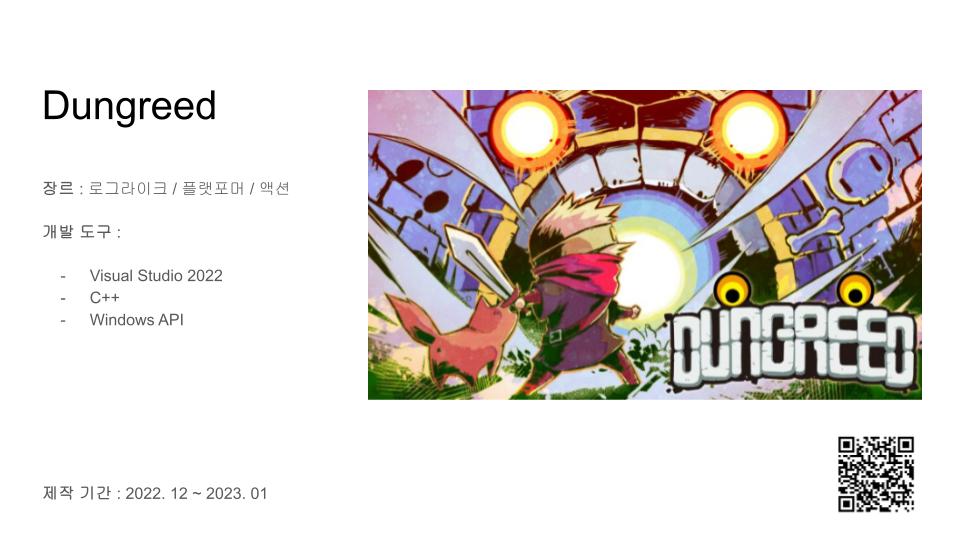 Dungreed
장르 : 로그라이크 / 플랫포머 / 액션
개발 도구 :
- Visual Studio 2022
- C++
- Windows API
DUNGREED
제작 기간 : 2022. 12 ~ 2023. 01